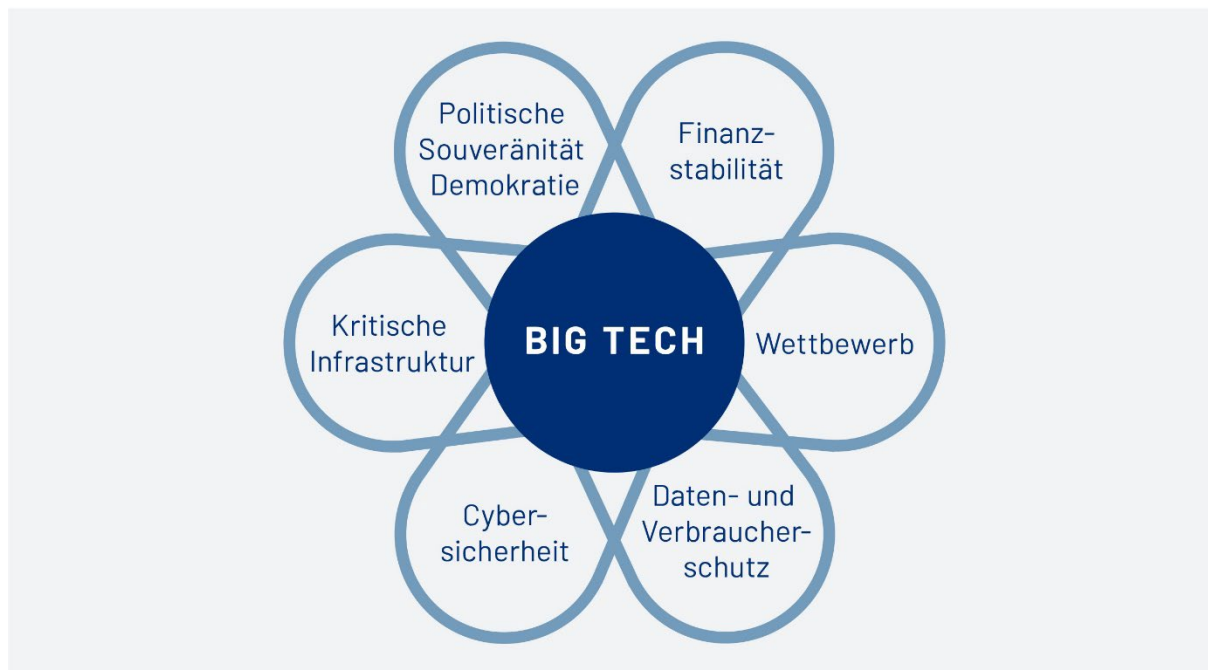 Politische
Souveränität
Demokratie
Finanz-
stabilität
Kritische
Infrastruktur
BIG TECH
Wettbewerb
Cyber-
sicherheit
Daten- und
Verbraucher-
schutz